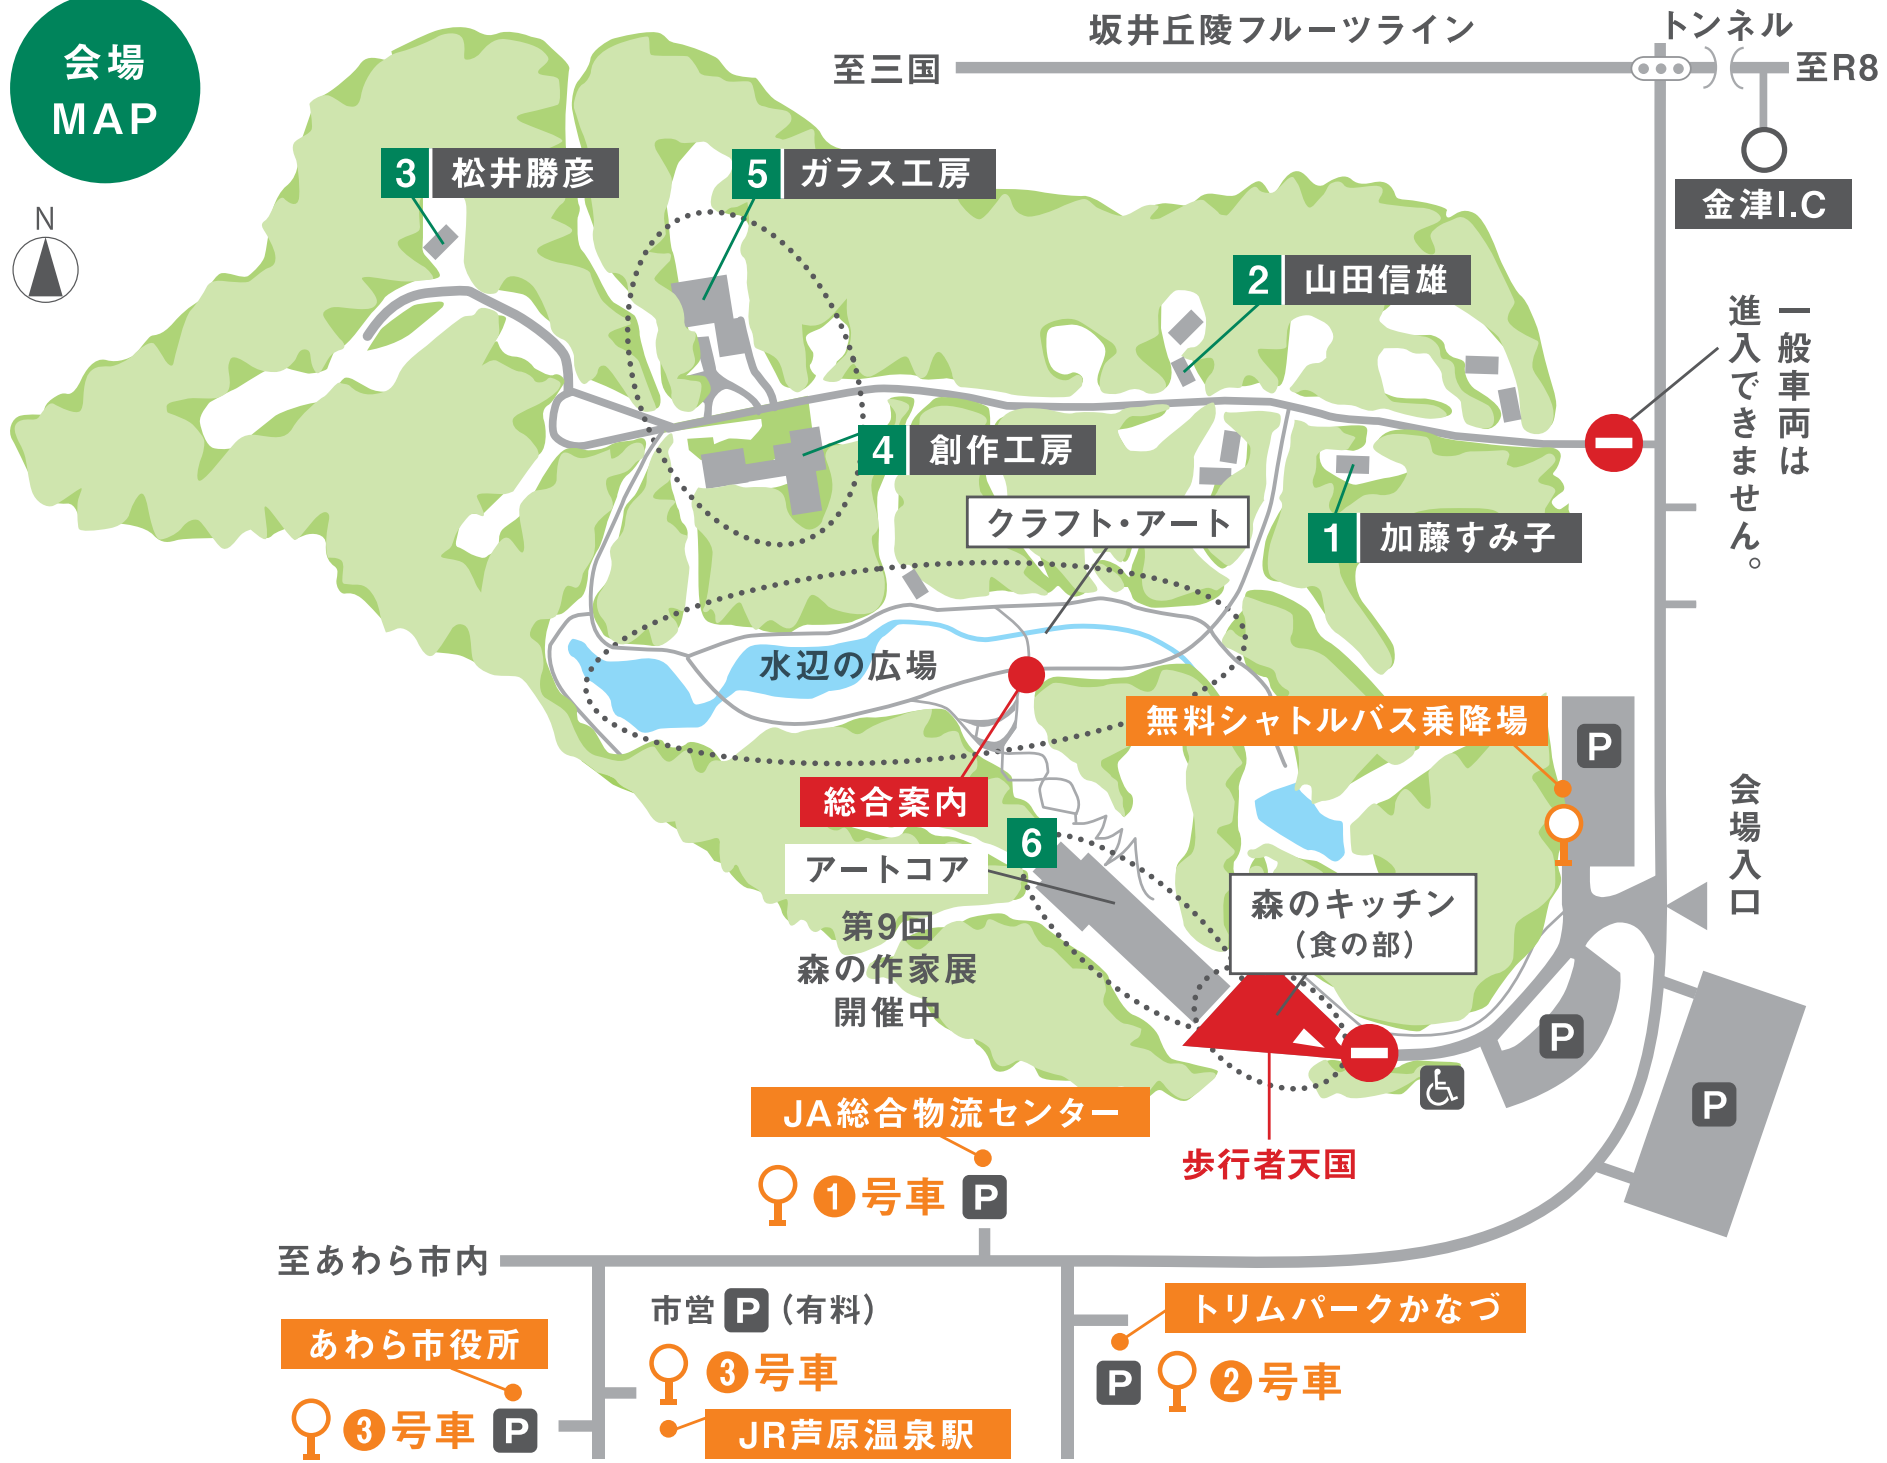 会場
MAP
N
坂井丘陵フルーツライン
トンネル
至三国
至R8
金津I.C
3 松井勝彦
5 ガラス工房
2 山田信雄
一般車両は
進入できません。
4 創作工房
クラフト・アート
1 加藤すみ子
水辺の広場
無料シャトルバス乗降場
P
総合案内
会場入口
6
アートコア
第9回
森の作家展
開催中
森のキッチン
（食の部）
P
P
歩行者天国
JA総合物流センター
1号車 P
至あわら市内
市営 P （有料）
トリムパークかなづ
あわら市役所
3号車
P 2号車
3号車 P
JR芦原温泉駅